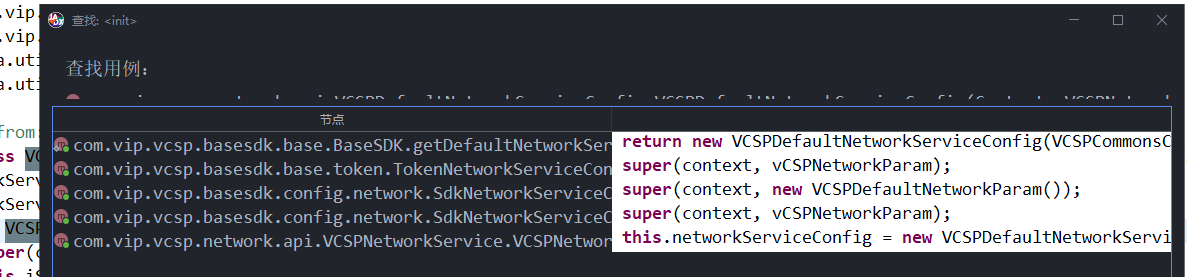 .vip. 查找: <init>
.vip.
a.uti 查找用例：
a.uti
节点
com.vip.vcsp.basesdk.base.BaseSDK.getDefaultNetworkSer return new VCSPDefaultNetworkServiceConfig(VCSPCommonsC
from: com.vip.vcsp.basesdk.base.token.TokenNetworkServiceCon super(context, vCSPNetworkParam);
ss VC com.vip.vcsp.basesdk.config.network.SdkNetworkServiceC super(context, new VCSPDefaultNetworkParam());
kServ com.vip.vcsp.basesdk.config.network.SdkNetworkServiceC super(context, vCSPNetworkParam);
VCSP com.vip.vcsp.network.api.VCSPNetworkService.VCSPNetwor this.networkServiceConfig = new VCSPDefaultNetworkServi
per(c